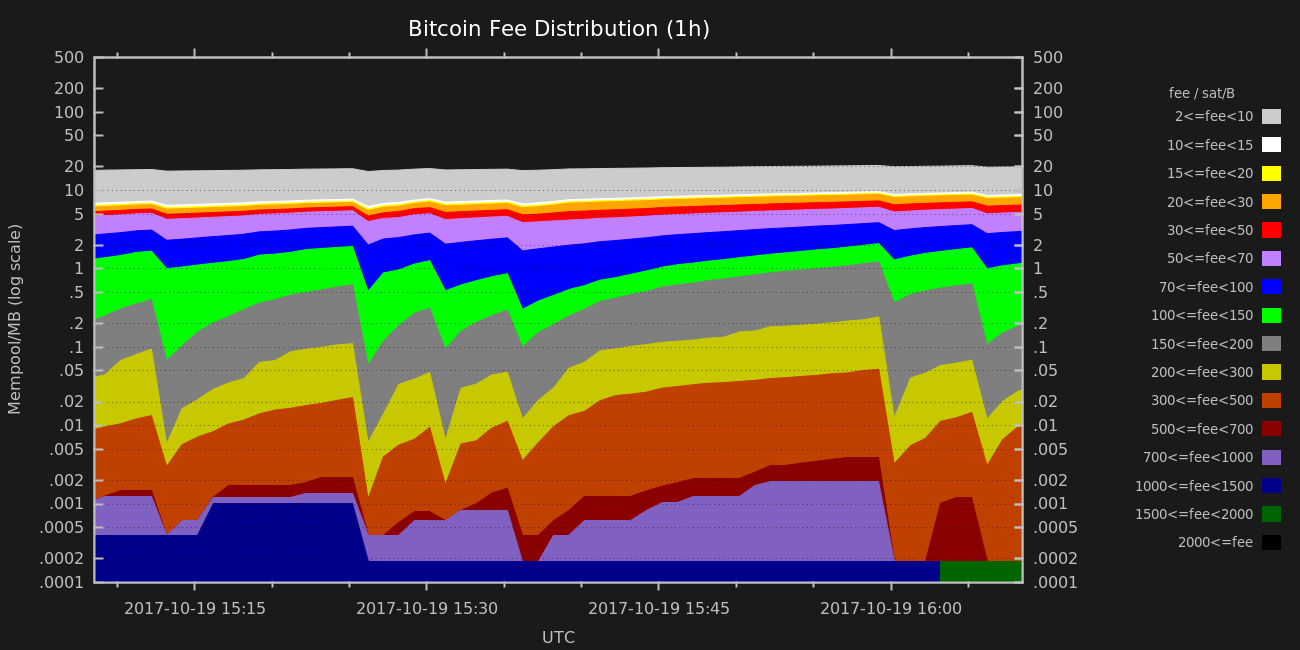 Bitcoin Fee Distribution (1h)
Mempool/MB (log scale)
500
200
100
50
20
10
5
2
1
.5
.2
.1
.05
.02
.01
.005
.002
.001
.0005
.0002
.0001
500
200
100
50
20
10
5
2
1
.5
.2
.1
.05
.02
.01
.005
.002
.001
.0005
.0002
.0001
2017-10-19 15:15 2017-10-19 15:30 2017-10-19 15:45 2017-10-19 16:00
UTC
fee / sat/B
2<=fee<10
10<=fee<15
15<=fee<20
20<=fee<30
30<=fee<50
50<=fee<70
70<=fee<100
100<=fee<150
150<=fee<200
200<=fee<300
300<=fee<500
500<=fee<700
700<=fee<1000
1000<=fee<1500
1500<=fee<2000
2000<=fee